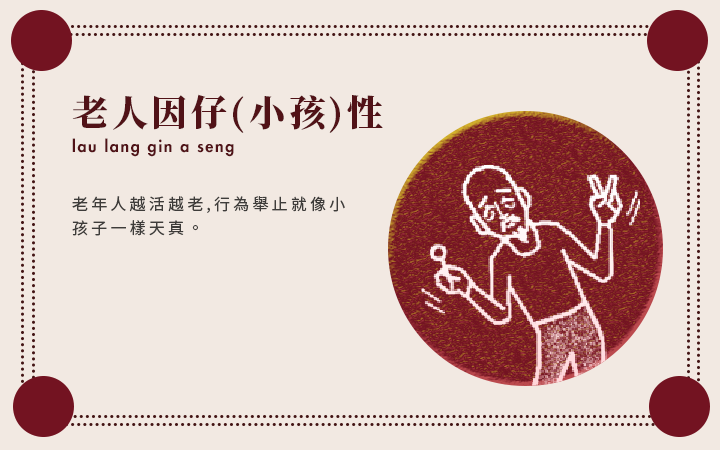 老人因仔(小孩)性
lau lang gin a seng
老年人越活越老,行為舉止就像小
孩子一樣天真。